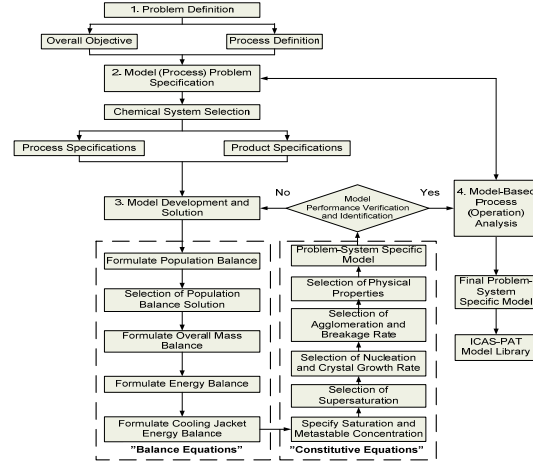 1. Problem Definition
Overall Objective
Process Definition
2. Model (Process) Problem
Specification
Chemical System Selection
Process Specifications
Product Specifications
3. Model Development and
Solution
No
Model
Performance Verification
and Identification
Yes
4. Model-Based
Process
(Operation)
Analysis
Formulate Population Balance
Selection of Population
Balance Solution
Formulate Overall Mass
Balance
Formulate Energy Balance
Formulate Cooling Jacket
Energy Balance
"Balance Equations"
Problem-System Specific
Model
Selection of Physical
Properties
Selection of
Agglomeration and
Breakage Rate
Selection of Nucleation
and Crystal Growth Rate
Selection of
Supersaturation
Specify Saturation and
Metastable Concentration
"Constitutive Equations"
Final Problem-
System
Specific Model
ICAS-PAT
Model Library